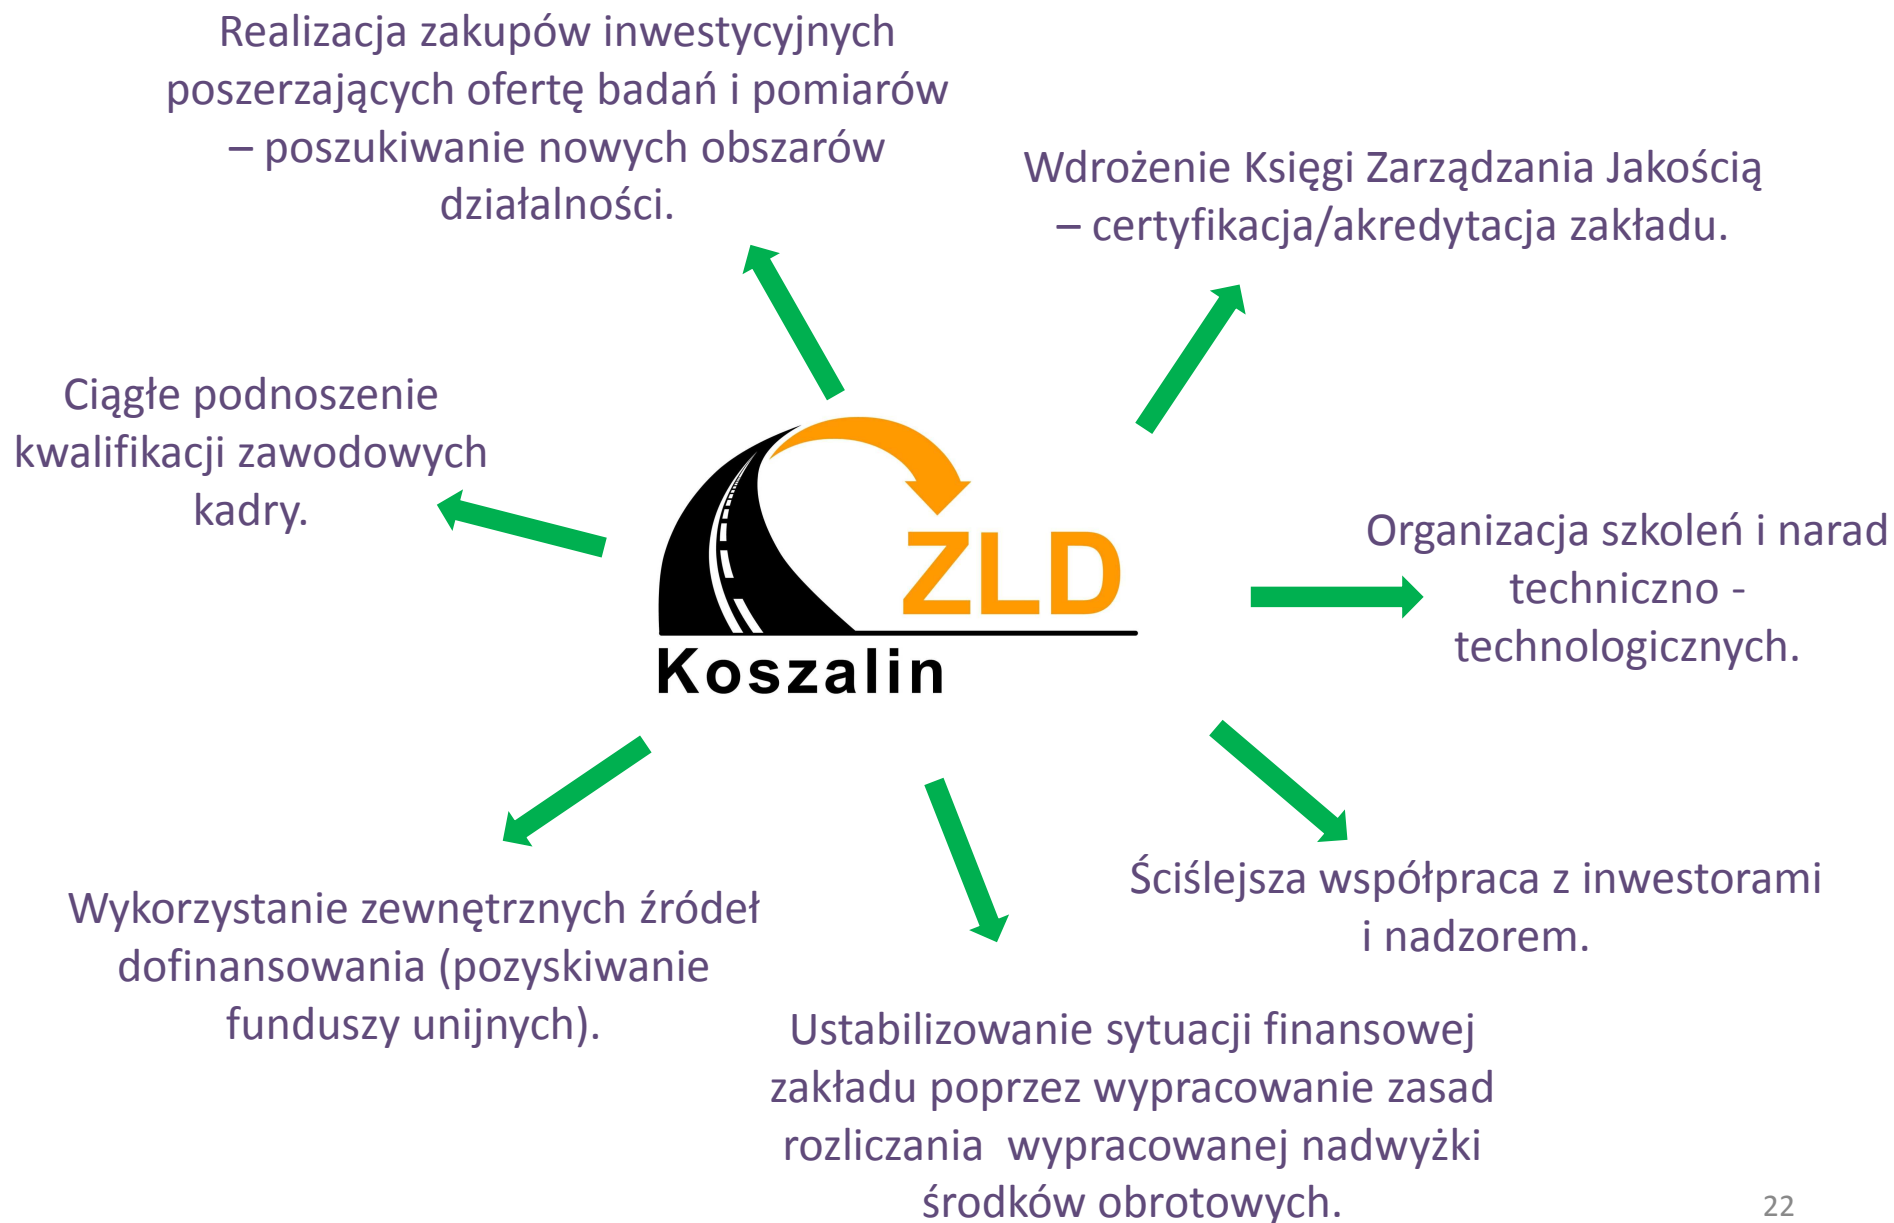 Realizacja zakupów inwestycyjnych
poszerzających ofertę badań i pomiarów
– poszukiwanie nowych obszarów
działalności.
Wdrożenie Księgi Zarządzania Jakością
– certyfikacja/akredytacja zakładu.
Ciągłe podnoszenie
kwalifikacji zawodowych
kadry.
ZLD
Koszalin
Organizacja szkoleń i narad
techniczno -
technologicznych.
Ściślejsza współpraca z inwestorami
i nadzorem.
Wykorzystanie zewnętrznych źródeł
dofinansowania (pozyskiwanie
funduszy unijnych).
Ustabilizowanie sytuacji finansowej
zakładu poprzez wypracowanie zasad
rozliczania  wypracowanej nadwyżki
środków obrotowych.
22